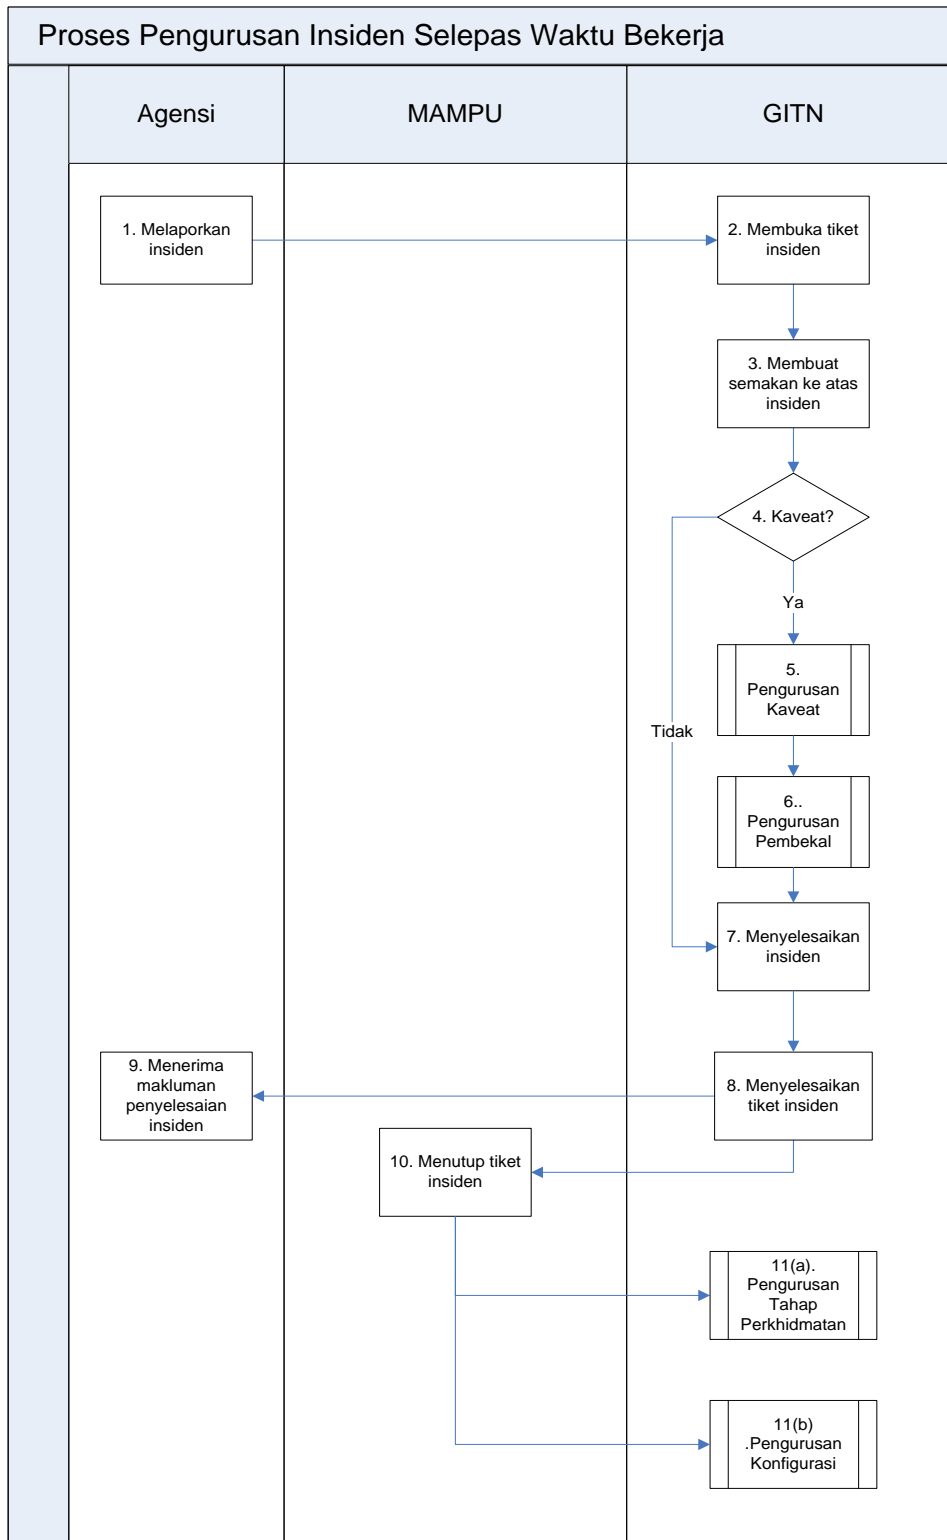 Proses Pengurusan Insiden Selepas Waktu Bekerja
Agensi
MAMPU
GITN
1. Melaporkan
insiden
2. Membuka tiket
insiden
3. Membuat
semakan ke atas
insiden
4. Kaveat?
Ya
5.
Pengurusan
Kaveat
Tidak
6..
Pengurusan
Pembekal
7. Menyelesaikan
insiden
8. Menyelesaikan
tiket insiden
9. Menerima
makluman
penyelesaian
insiden
10. Menutup tiket
insiden
11(a).
Pengurusan
Tahap
Perkhidmatan
11(b)
.Pengurusan
Konfigurasi